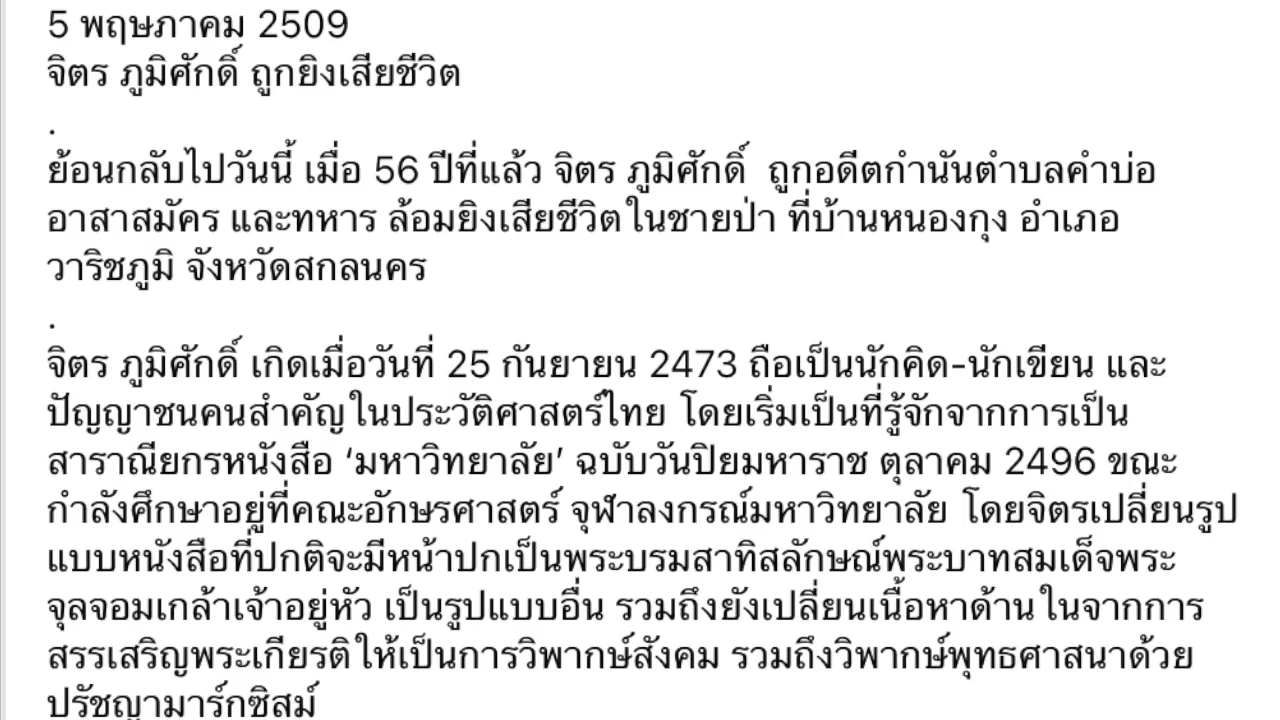 5 พฤษภาคม 2509
จิตร ภูมิศักดิ์ ถูกยิงเสียชีวิต
.
ย้อนกลับไปวันนี้ เมื่อ 56 ปีที่แล้ว จิตร ภูมิศักดิ์  ถูกอดีตกำนันตำบลคำบ่อ
อาสาสมัคร และทหาร ล้อมยิงเสียชีวิตในชายป่า ที่บ้านหนองกุง อำเภอ
วาริชภูมิ จังหวัดสกลนคร
.
จิตร ภูมิศักดิ์ เกิดเมื่อวันที่ 25 กันยายน 2473 ถือเป็นนักคิด-นักเขียน และ
ปัญญาชนคนสำคัญในประวัติศาสตร์ไทย โดยเริ่มเป็นที่รู้จักจากการเป็น
สาราณียกรหนังสือ ‘มหาวิทยาลัย’ ฉบับวันปิยมหาราช ตุลาคม 2496 ขณะ
กำลังศึกษาอยู่ที่คณะอักษรศาสตร์ จุฬาลงกรณ์มหาวิทยาลัย โดยจิตรเปลี่ยนรูป
แบบหนังสือที่ปกติจะมีหน้าปกเป็นพระบรมสาทิสลักษณ์พระบาทสมเด็จพระ
จุลจอมเกล้าเจ้าอยู่หัว เป็นรูปแบบอื่น รวมถึงยังเปลี่ยนเนื้อหาด้านในจากการ
สรรเสริญพระเกียรติให้เป็นการวิพากษ์สังคม รวมถึงวิพากษ์พุทธศาสนาด้วย
ปรัชญามาร์กซิสม์